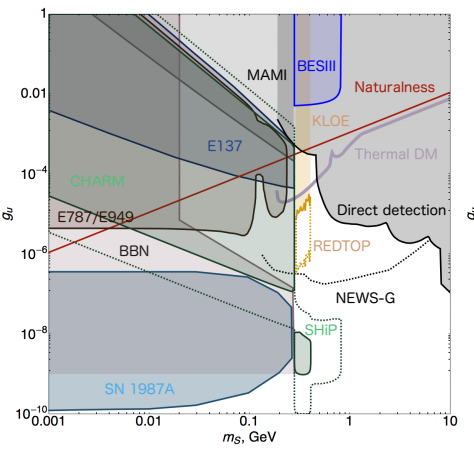 1
0.01
10^-4
10^-6
10^-8
10^-10
g_u
MAMI
BESIII
Naturalness
KLOE
E137
Thermal DM
CHARM
E787/E949
Direct detection
BBN
REDTOP
NEWS-G
SHiP
SN 1987A
0.001
0.01
0.1
1
10
m_S, GeV